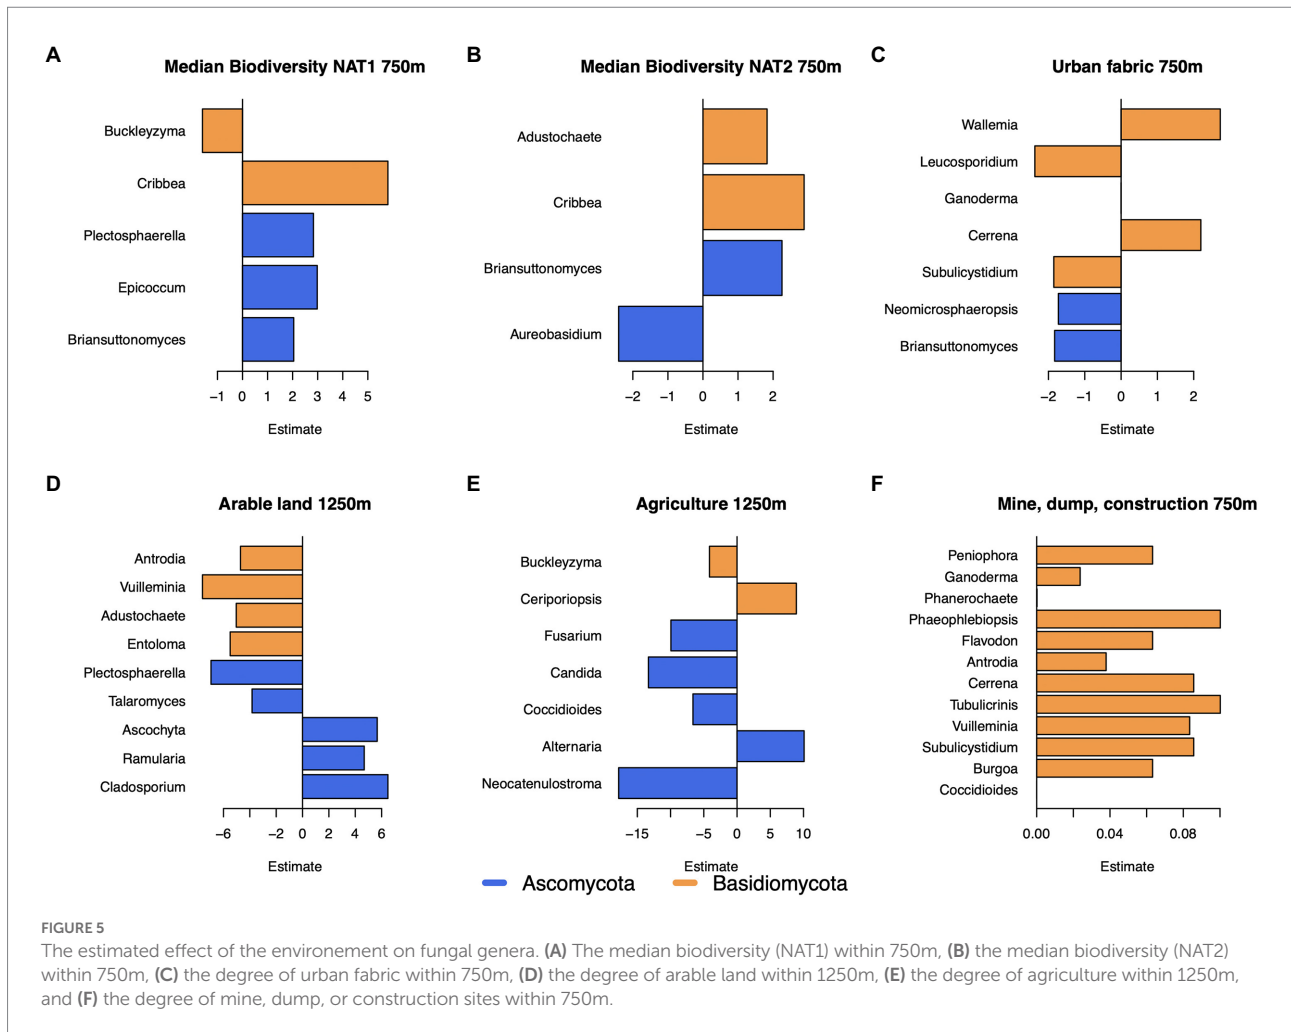 A
Median Biodiversity NAT1 750m
Buckleyzyma
Cribbea
Plectosphaerella
Epicoccum
Briansuttonomyces
−1 0 1 2 3 4 5
Estimate
B
Median Biodiversity NAT2 750m
Adustochaete
Cribbea
Briansuttonomyces
Aureobasidium
−2 −1 0 1 2
Estimate
C
Urban fabric 750m
Wallemia
Leucosporidium
Ganoderma
Cerrena
Subulicystidium
Neomicrosphaeropsis
Briansuttonomyces
−2 −1 0 1 2
Estimate
D
Arable land 1250m
Antrodia
Vuilleminia
Adustochaete
Entoloma
Plectosphaerella
Talaromyces
Ascochyta
Ramularia
Cladosporium
−6 −2 0 2 4 6
Estimate
E
Agriculture 1250m
Buckleyzyma
Ceriporiopsis
Fusarium
Candida
Coccidioides
Alternaria
Neocatenulostroma
−15 −5 0 5 10
Estimate
F
Mine, dump, construction 750m
Peniophora
Ganoderma
Phanerochaete
Phaeophlebiopsis
Flavodon
Antrodia
Cerrena
Tubulicrinis
Vuilleminia
Subulicystidium
Burgoa
Coccidioides
0.00 0.04 0.08
Estimate
Ascomycota Basidiomycota
FIGURE 5
The estimated effect of the environement on fungal genera. (A) The median biodiversity (NAT1) within 750m, (B) the median biodiversity (NAT2)
within 750m, (C) the degree of urban fabric within 750m, (D) the degree of arable land within 1250m, (E) the degree of agriculture within 1250m,
and (F) the degree of mine, dump, or construction sites within 750m.